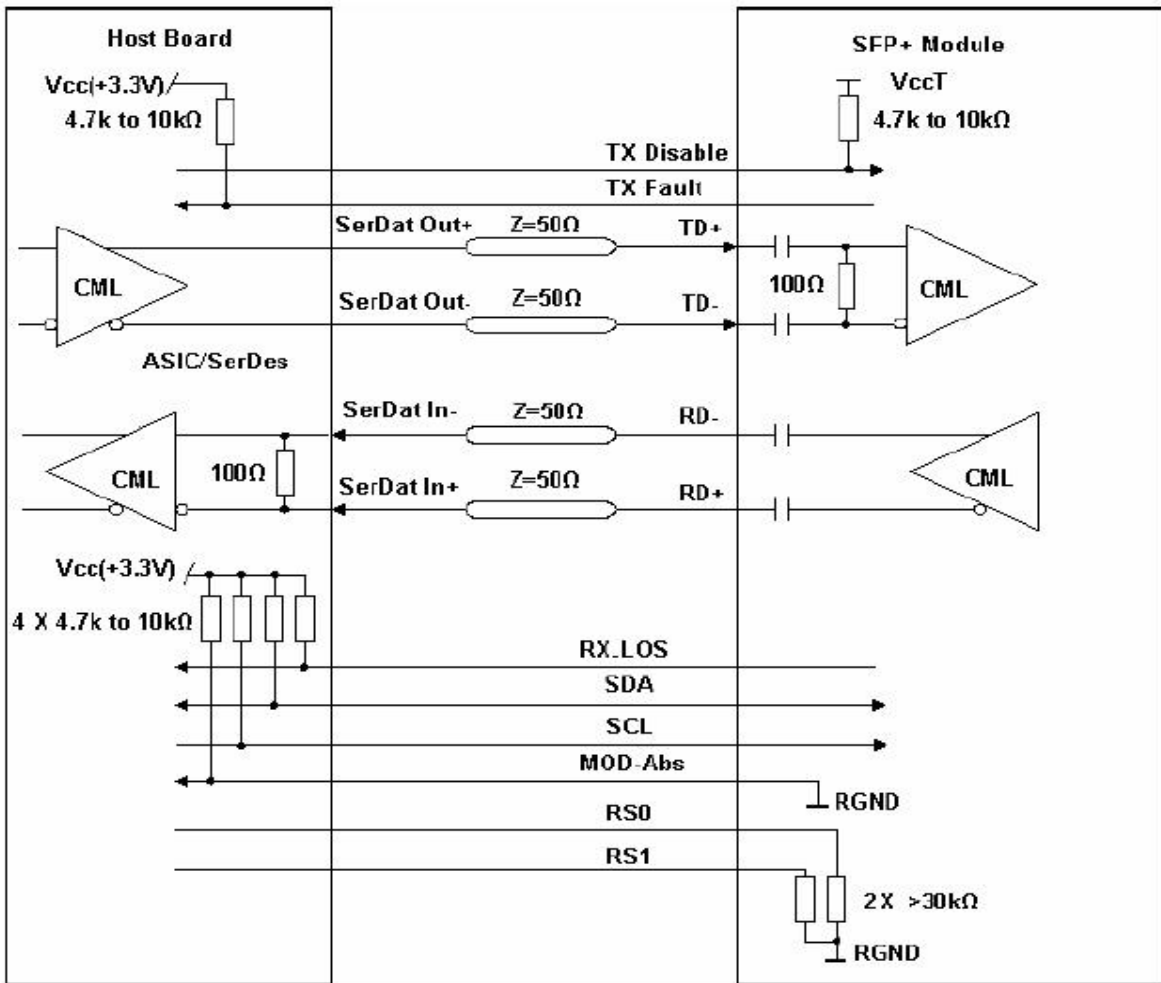 Host Board
SFP+ Module
Vcc(+3.3V)
4.7k to 10kΩ
VccT
4.7k to 10kΩ
TX Disable
TX Fault
SerDat Out+
Z=50Ω
TD+
CML
100Ω
CML
SerDat Out-
Z=50Ω
TD-
ASIC/SerDes
SerDat In-
Z=50Ω
RD-
CML
100Ω
CML
SerDat In+
Z=50Ω
RD+
Vcc(+3.3V)
4 X 4.7k to 10kΩ
RX_LOS
SDA
SCL
MOD-Abs
RGND
RS0
RS1
2X >30kΩ
RGND